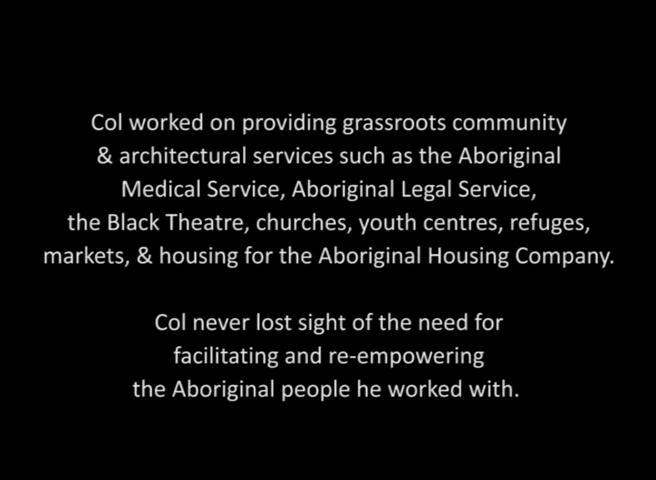 Col worked on providing grassroots community
& architectural services such as the Aboriginal
Medical Service, Aboriginal Legal Service,
the Black Theatre, churches, youth centres, refuges,
markets, & housing for the Aboriginal Housing Company.
Col never lost sight of the need for
facilitating and re-empowering
the Aboriginal people he worked with.